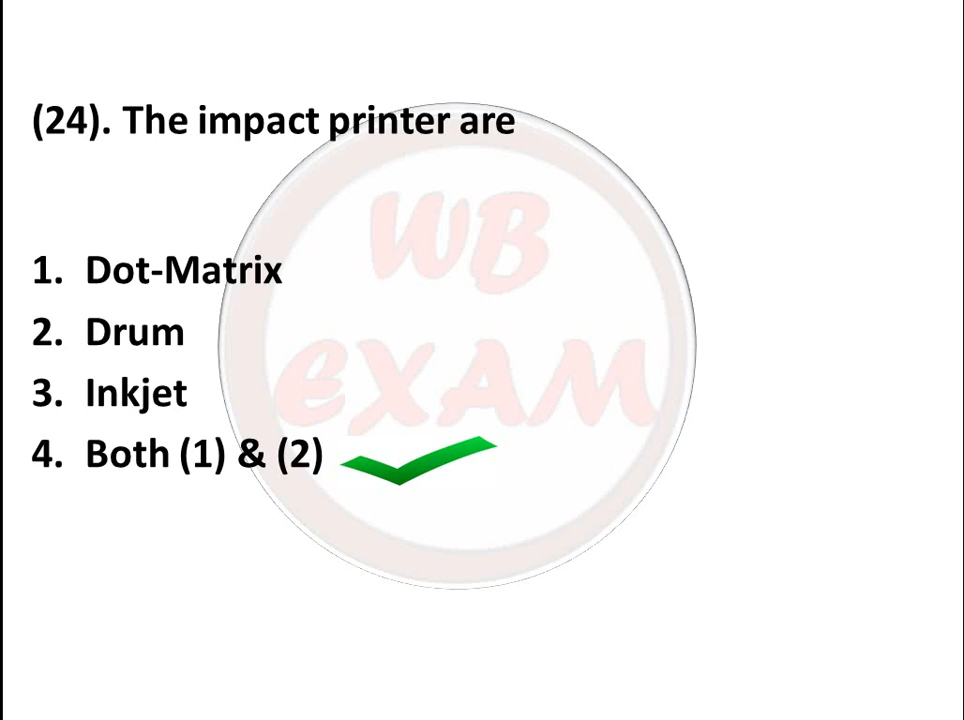 (24). The impact printer are
WB
EXAM
1. Dot-Matrix
2. Drum
3. Inkjet
4. Both (1) & (2)